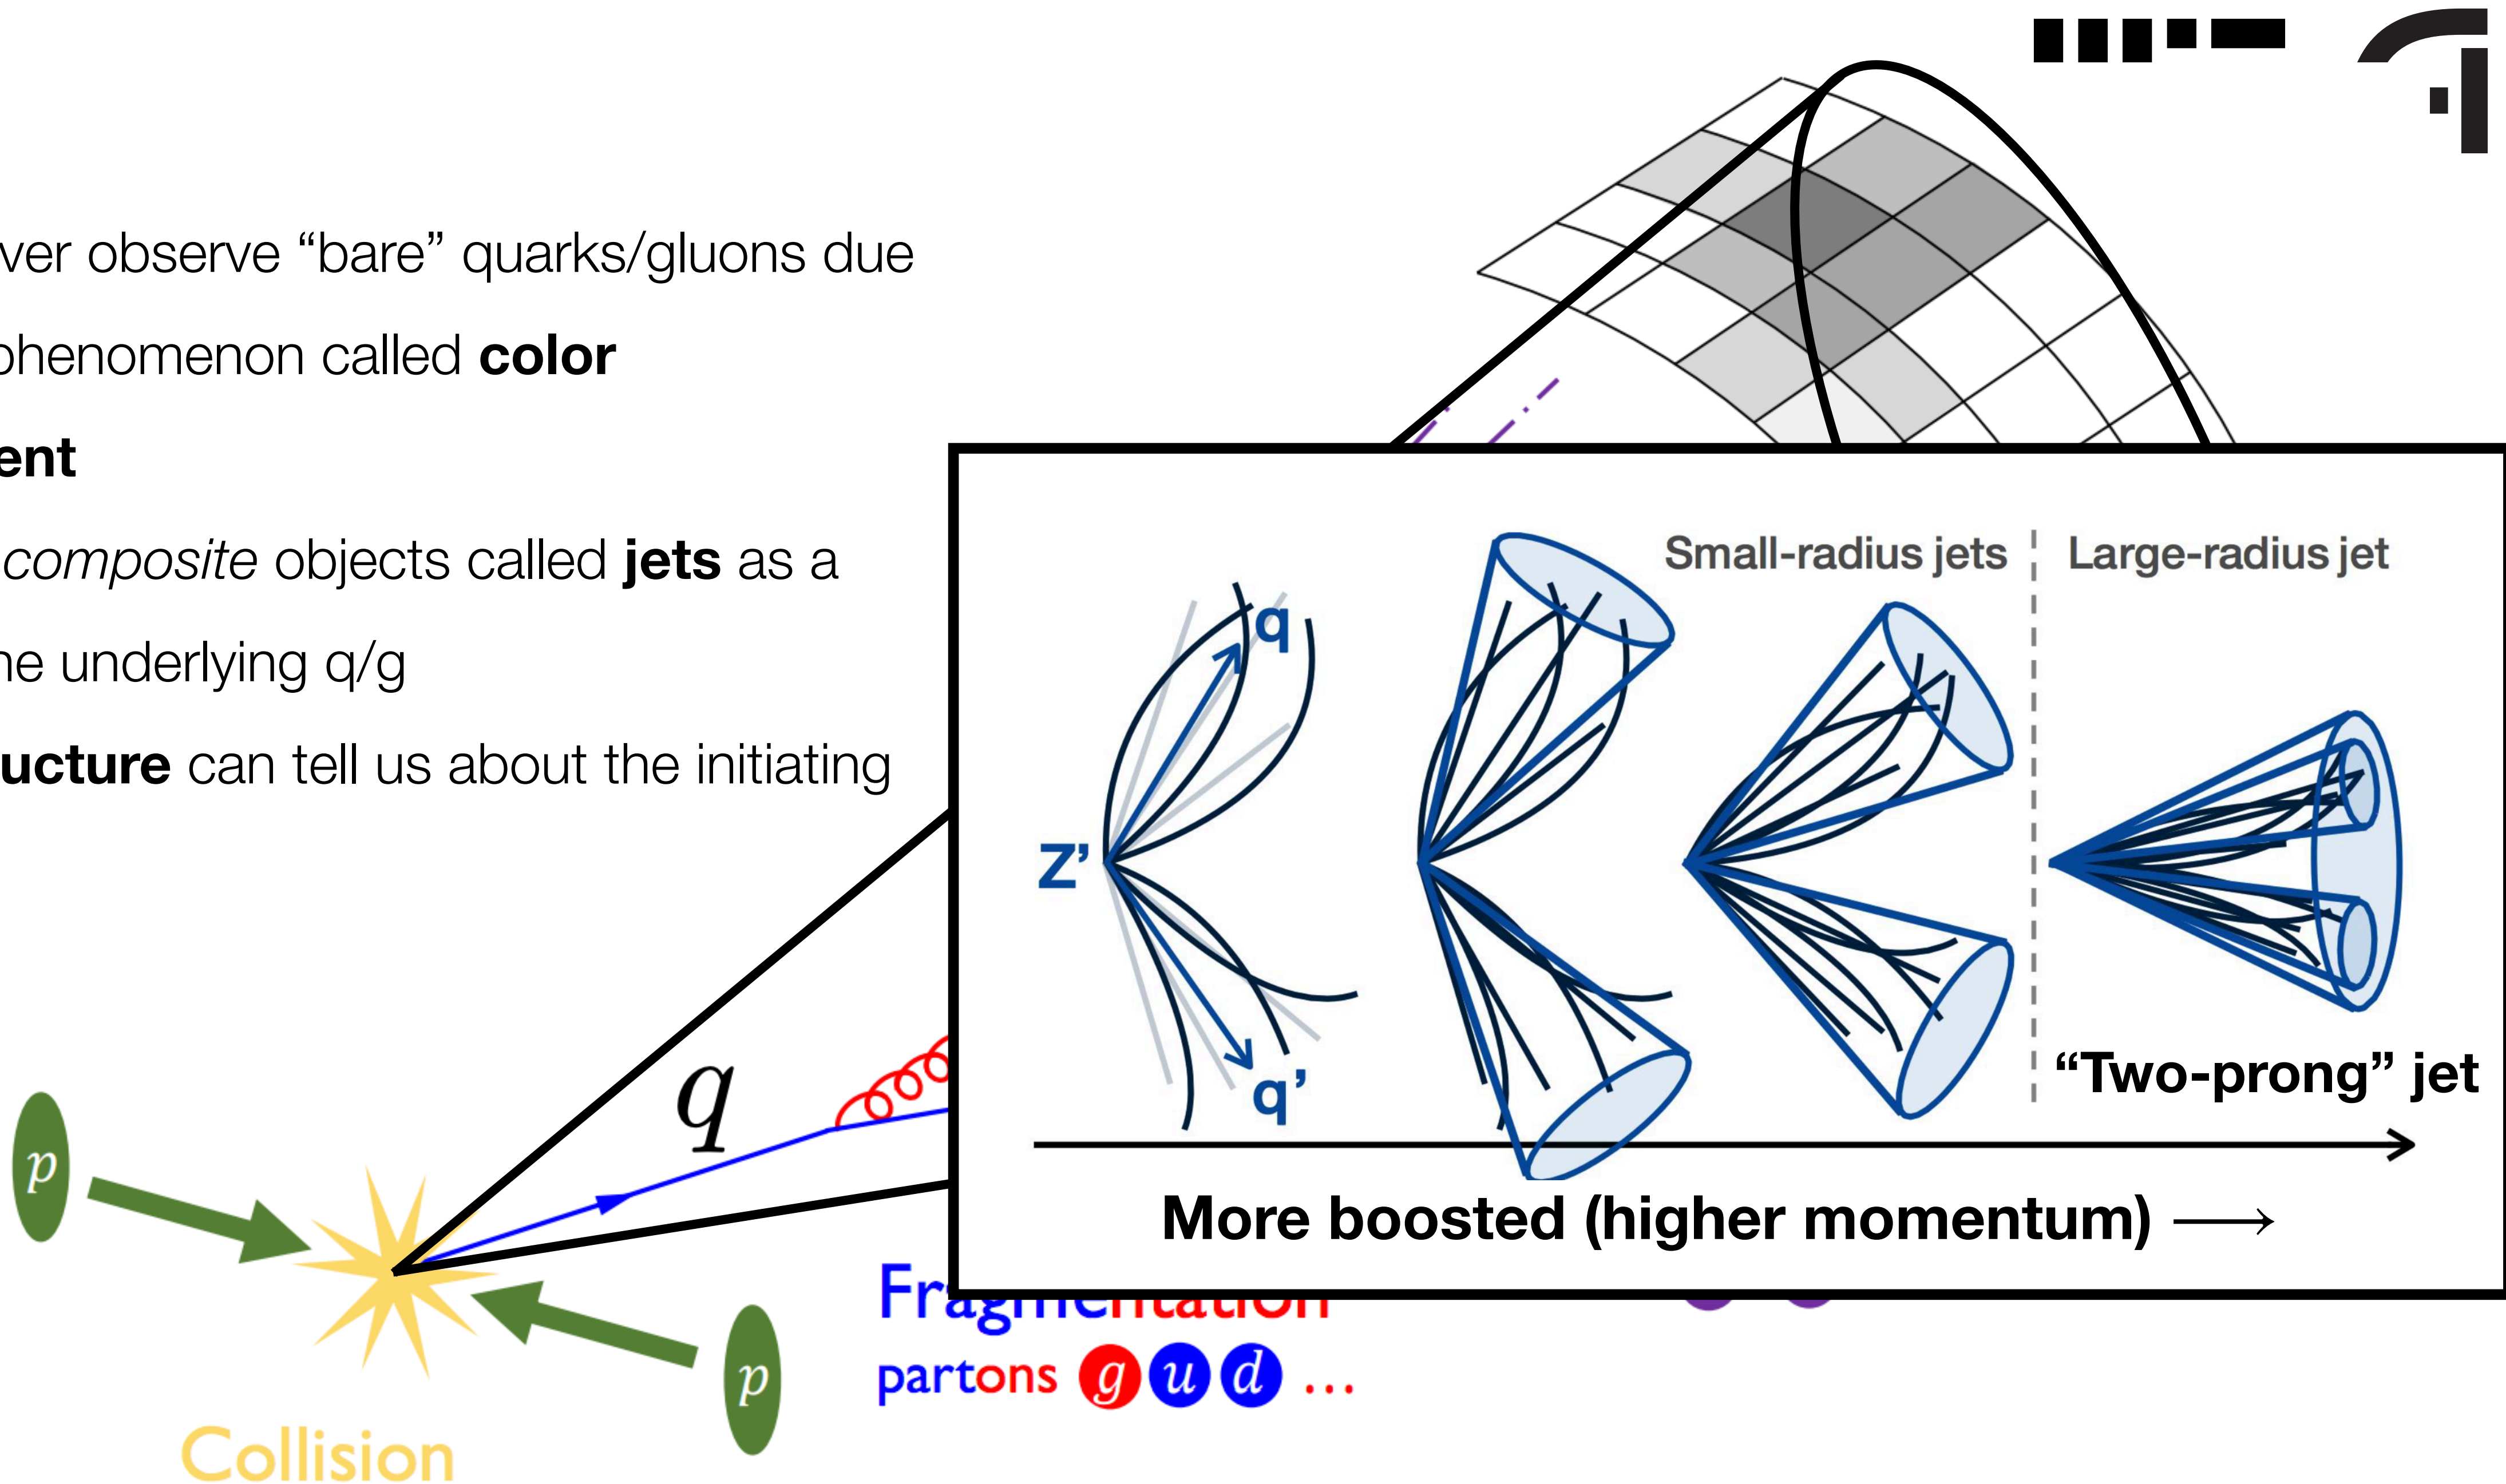 ver observe “bare” quarks/gluons due
phenomenon called color
ent
composite objects called jets as a
he underlying q/g
ucture can tell us about the initiating
Small-radius jets
Large-radius jet
q
Z’
q’
“Two-prong” jet
More boosted (higher momentum) →
q
p
p
Fragmentation
partons g u d ...
Collision